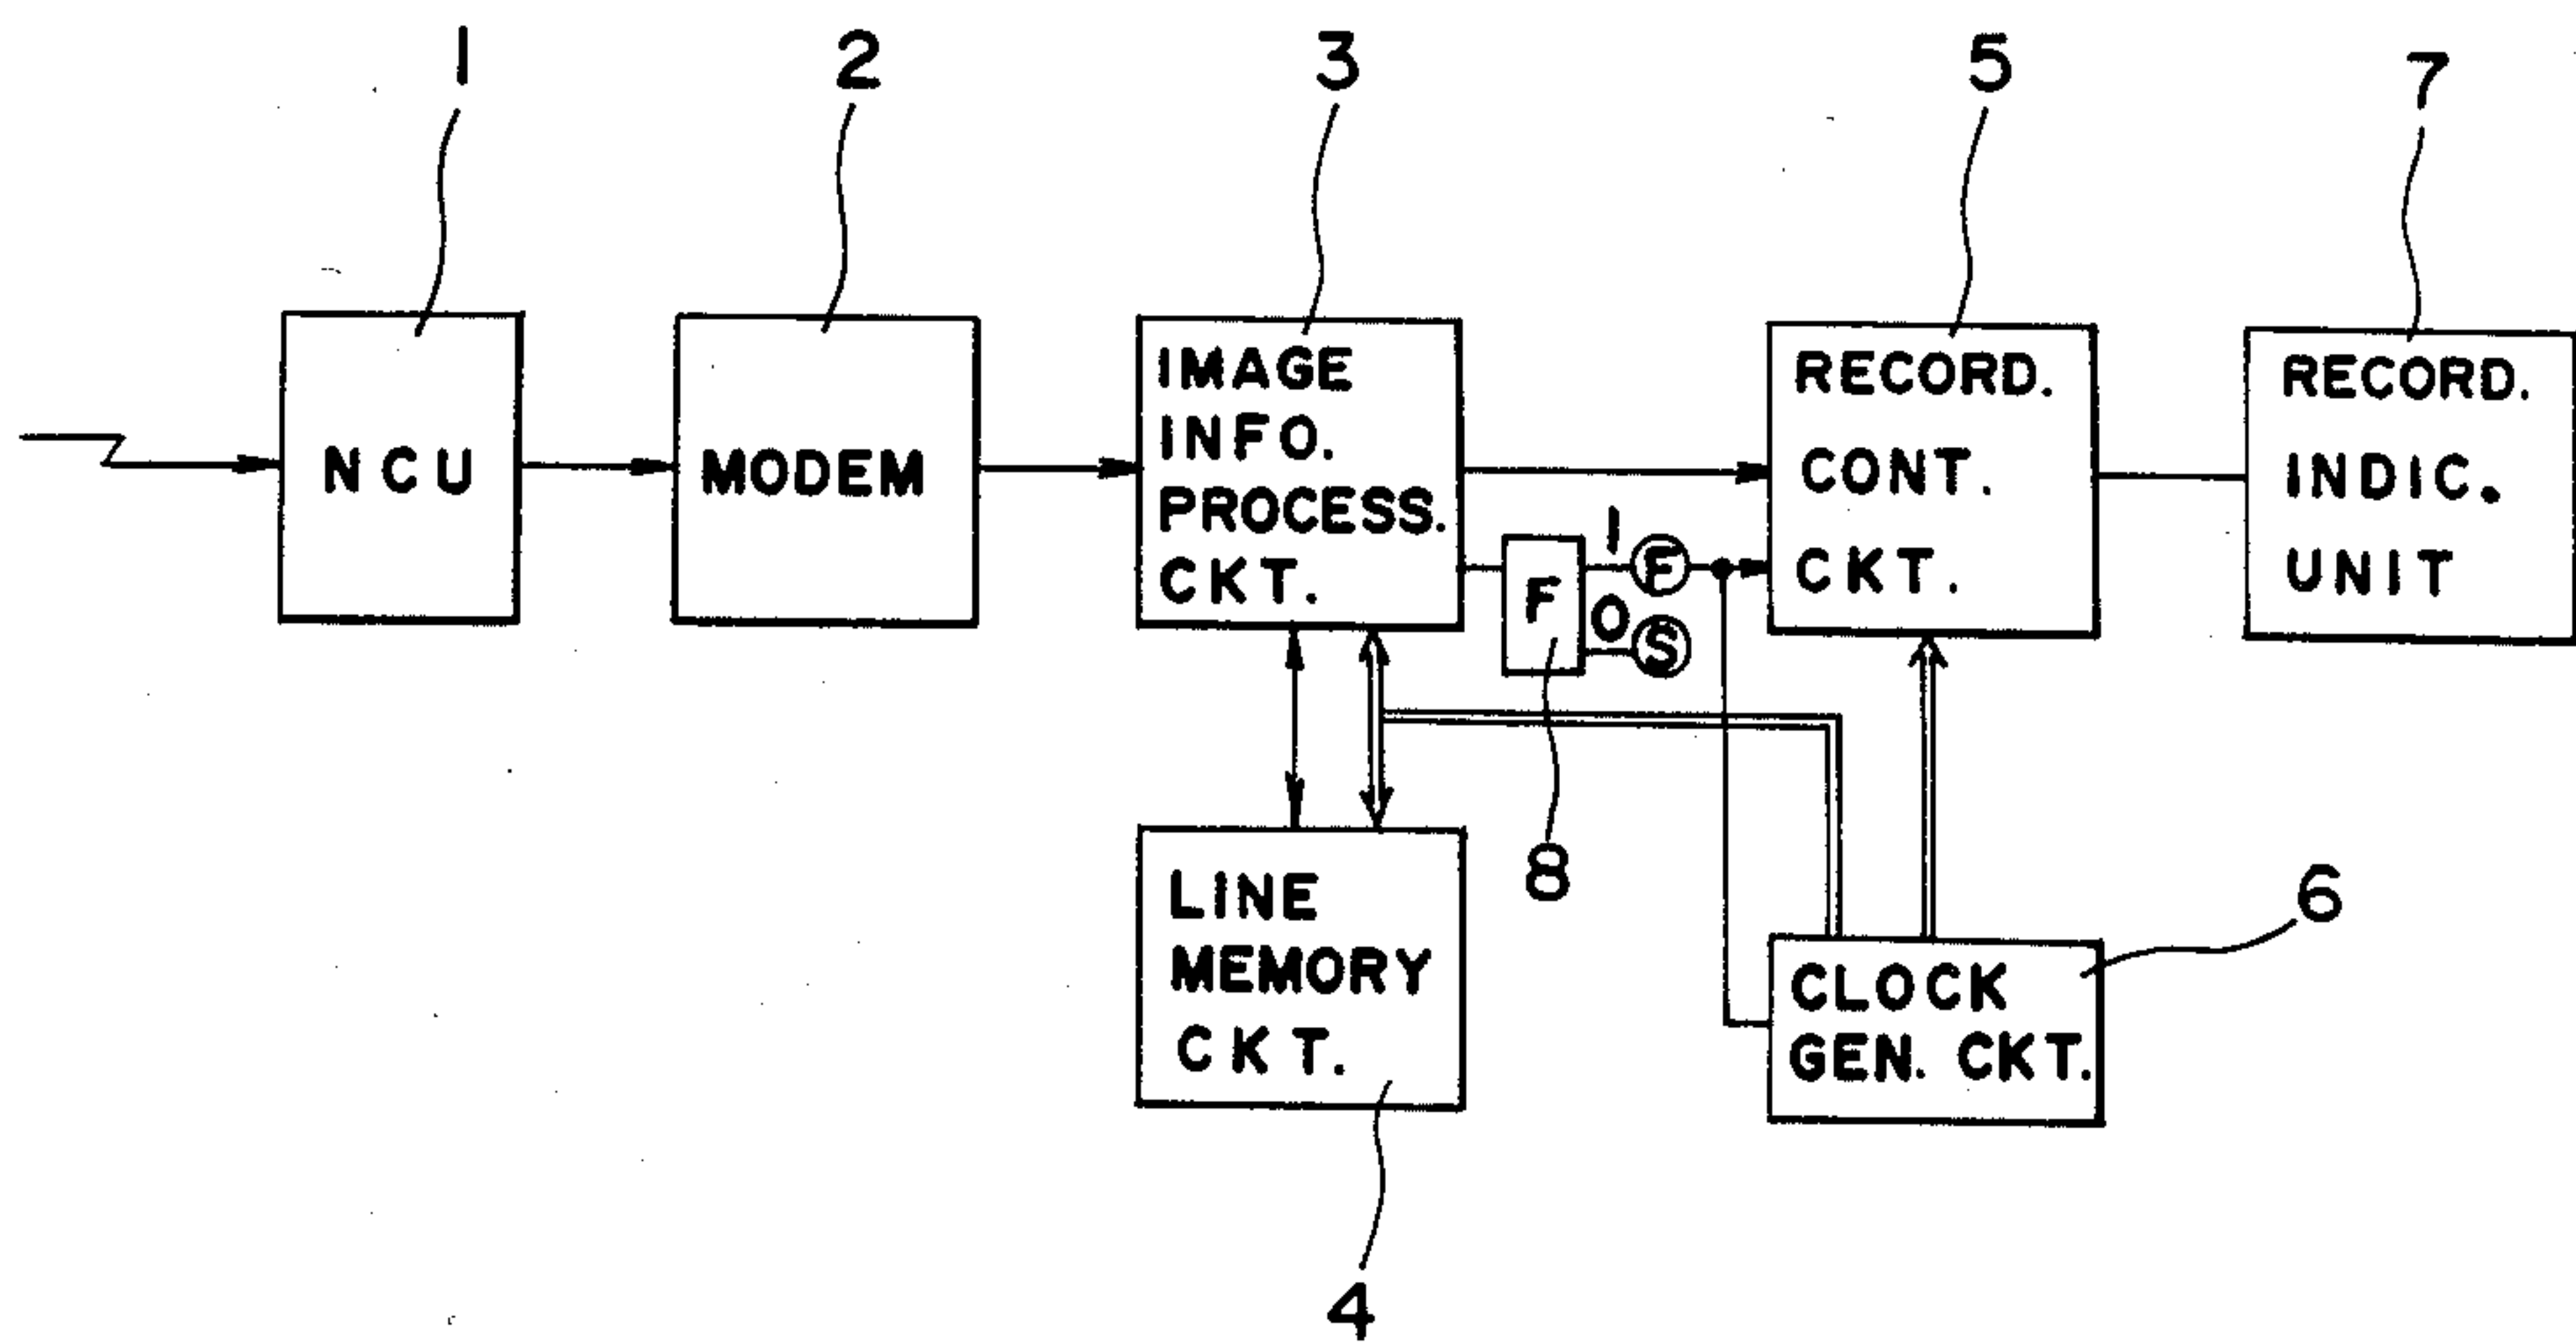 1
2
3
5
7
NCU
MODEM
IMAGE
INFO.
PROCESS.
CKT.
RECORD.
CONT.
CKT.
RECORD.
INDIC.
UNIT
F
1
F
0
S
8
LINE
MEMORY
CKT.
4
CLOCK
GEN. CKT.
6